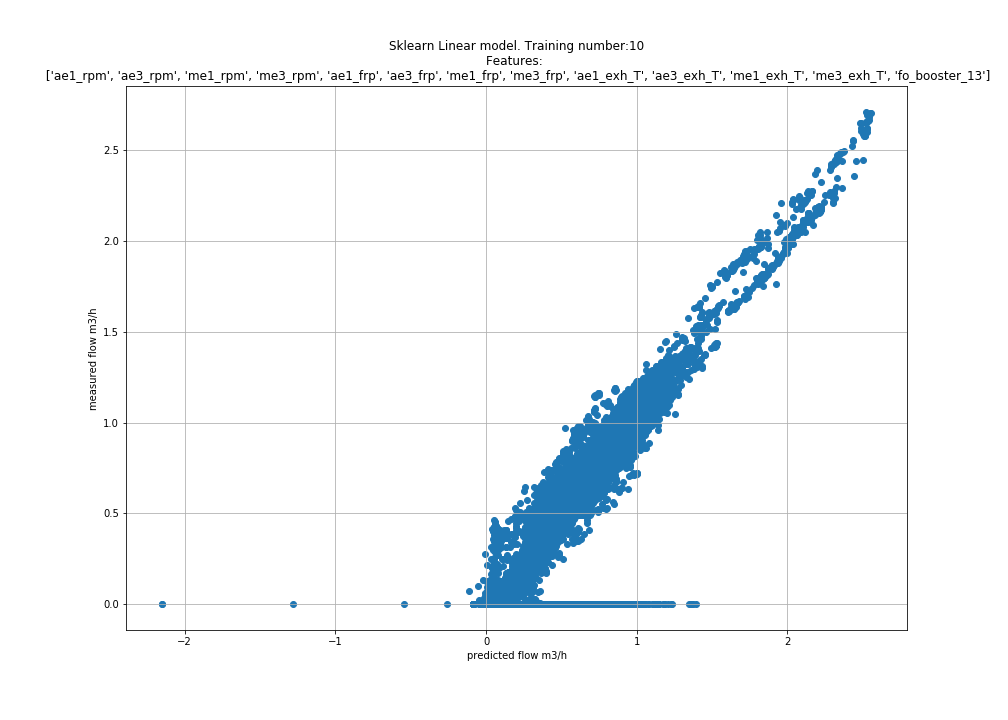 Sklearn Linear model. Training number:10
Features:
['ae1_rpm', 'ae3_rpm', 'me1_rpm', 'me3_rpm', 'ae1_frp', 'ae3_frp', 'me1_frp', 'me3_frp', 'ae1_exh_T', 'ae3_exh_T', 'me1_exh_T', 'me3_exh_T', 'fo_booster_13']
measured flow m3/h
2.5
2.0
1.5
1.0
0.5
0.0
−2 −1 0 1 2
predicted flow m3/h